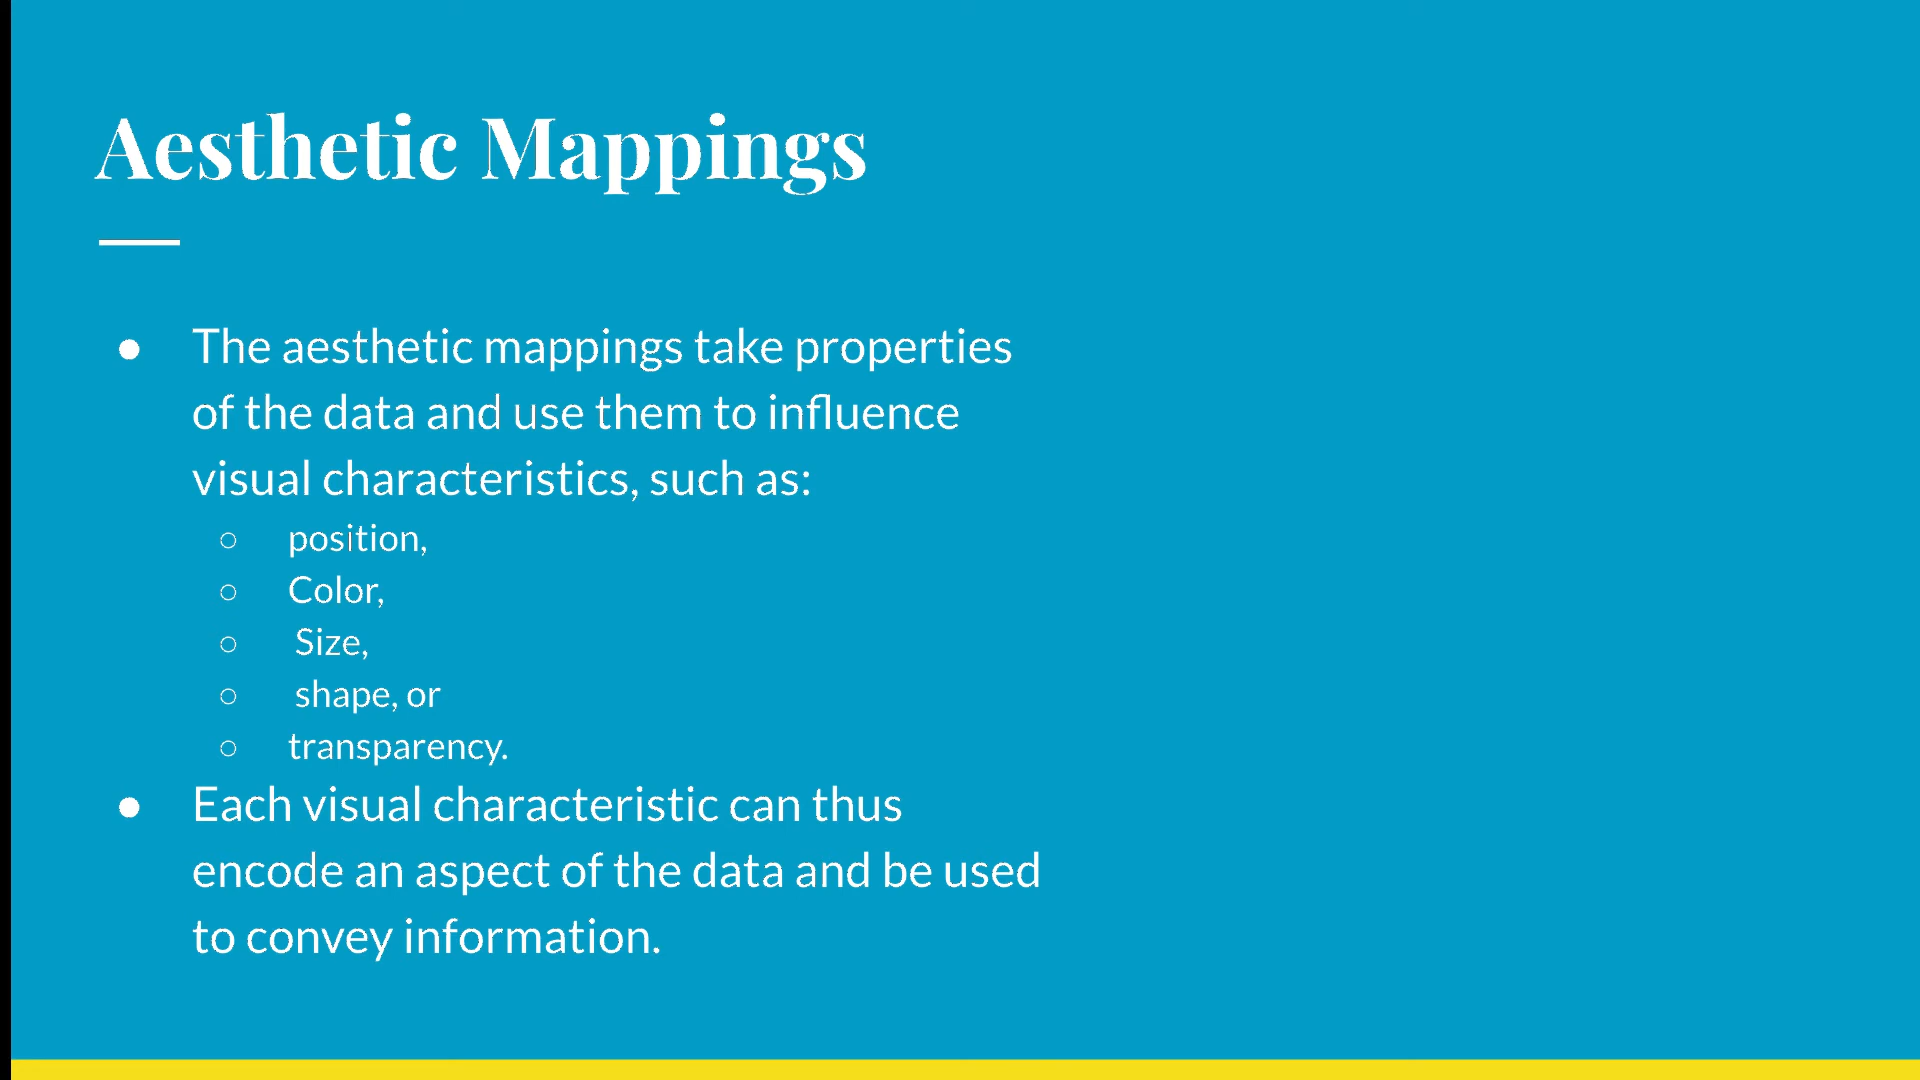 Aesthetic Mappings
● The aesthetic mappings take properties
of the data and use them to influence
visual characteristics, such as:
○ position,
○ Color,
○ Size,
○ shape, or
○ transparency.
● Each visual characteristic can thus
encode an aspect of the data and be used
to convey information.